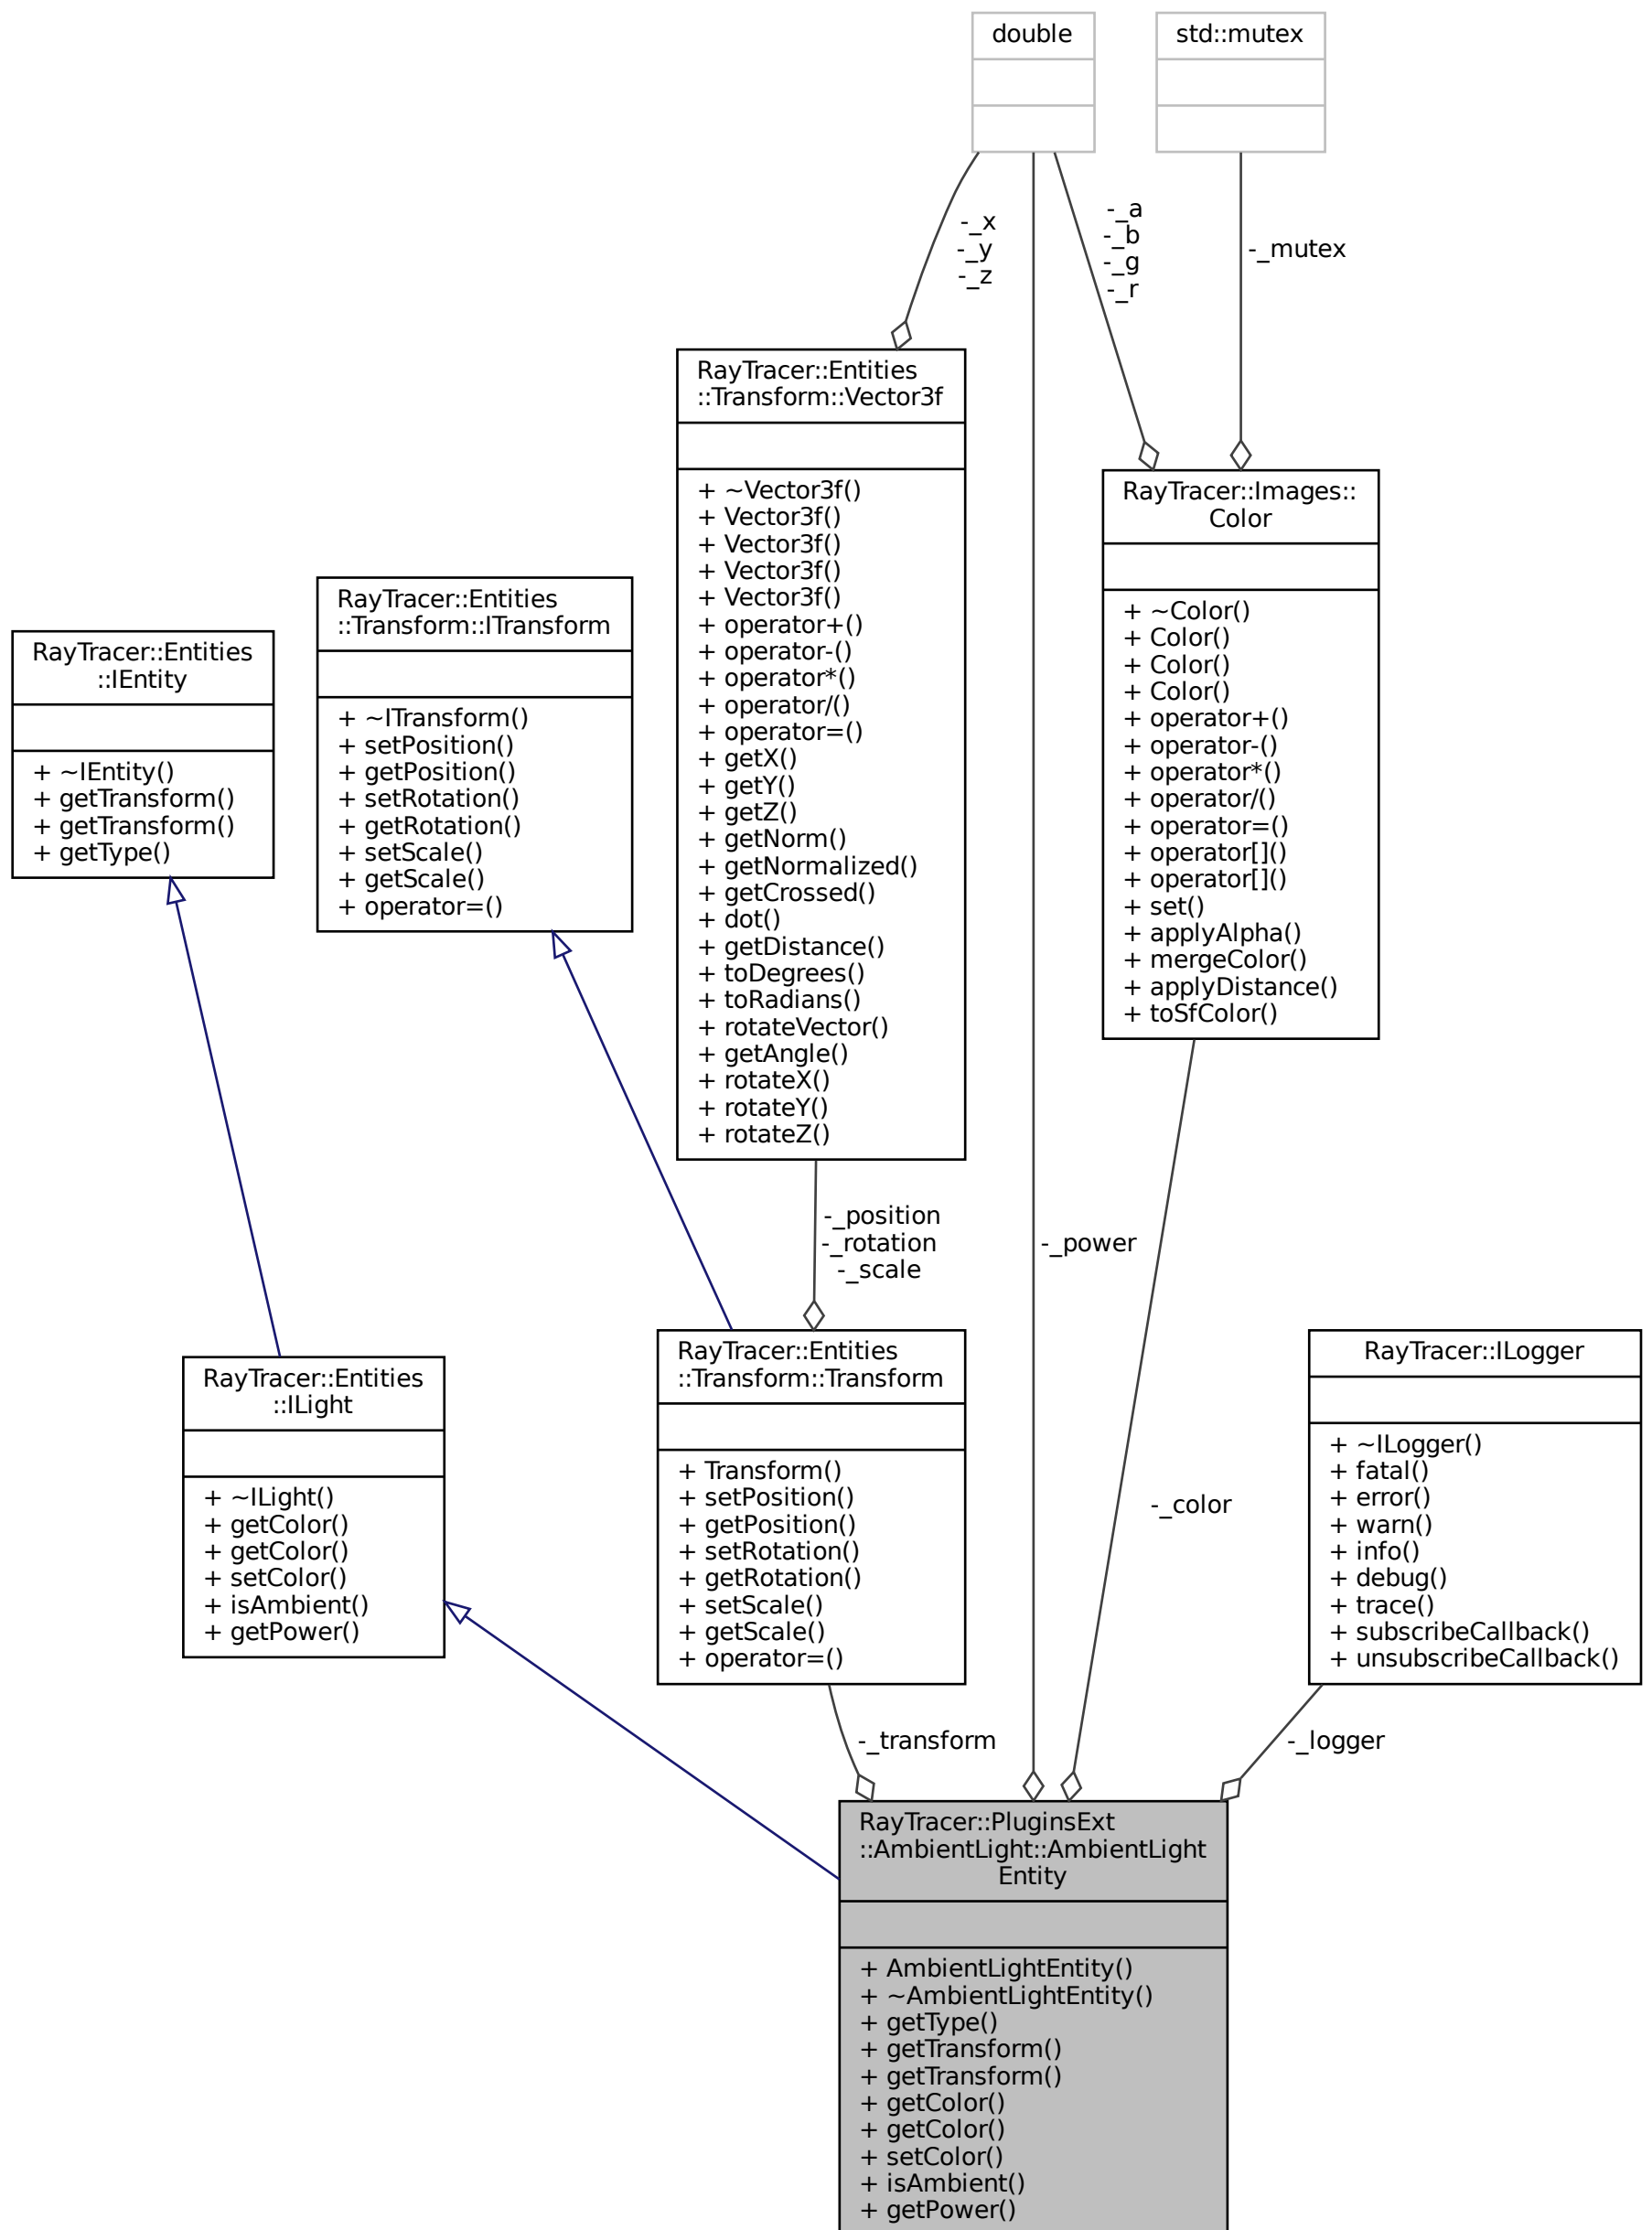 double
std::mutex
-_x
-_y
-_z
-_a
-_b
-_g
-_r
-_mutex
RayTracer::Entities
::Transform::Vector3f
+ ~Vector3f()
+ Vector3f()
+ Vector3f()
+ Vector3f()
+ Vector3f()
+ operator+()
+ operator-()
+ operator*()
+ operator/()
+ operator=()
+ getX()
+ getY()
+ getZ()
+ getNorm()
+ getNormalized()
+ getCrossed()
+ dot()
+ getDistance()
+ toDegrees()
+ toRadians()
+ rotateVector()
+ getAngle()
+ rotateX()
+ rotateY()
+ rotateZ()
RayTracer::Images::
Color
+ ~Color()
+ Color()
+ Color()
+ Color()
+ operator+()
+ operator-()
+ operator*()
+ operator/()
+ operator=()
+ operator[]()
+ operator[]()
+ set()
+ applyAlpha()
+ mergeColor()
+ applyDistance()
+ toSfColor()
RayTracer::Entities
::Transform::ITransform
+ ~ITransform()
+ setPosition()
+ getPosition()
+ setRotation()
+ getRotation()
+ setScale()
+ getScale()
+ operator=()
RayTracer::Entities
::IEntity
+ ~IEntity()
+ getTransform()
+ getTransform()
+ getType()
-_position
-_rotation
-_scale
-_power
RayTracer::Entities
::ILight
+ ~ILight()
+ getColor()
+ getColor()
+ setColor()
+ isAmbient()
+ getPower()
RayTracer::Entities
::Transform::Transform
+ Transform()
+ setPosition()
+ getPosition()
+ setRotation()
+ getRotation()
+ setScale()
+ getScale()
+ operator=()
-_color
RayTracer::ILogger
+ ~ILogger()
+ fatal()
+ error()
+ warn()
+ info()
+ debug()
+ trace()
+ subscribeCallback()
+ unsubscribeCallback()
-_transform
-_logger
RayTracer::PluginsExt
::AmbientLight::AmbientLight
Entity
+ AmbientLightEntity()
+ ~AmbientLightEntity()
+ getType()
+ getTransform()
+ getTransform()
+ getColor()
+ getColor()
+ setColor()
+ isAmbient()
+ getPower()